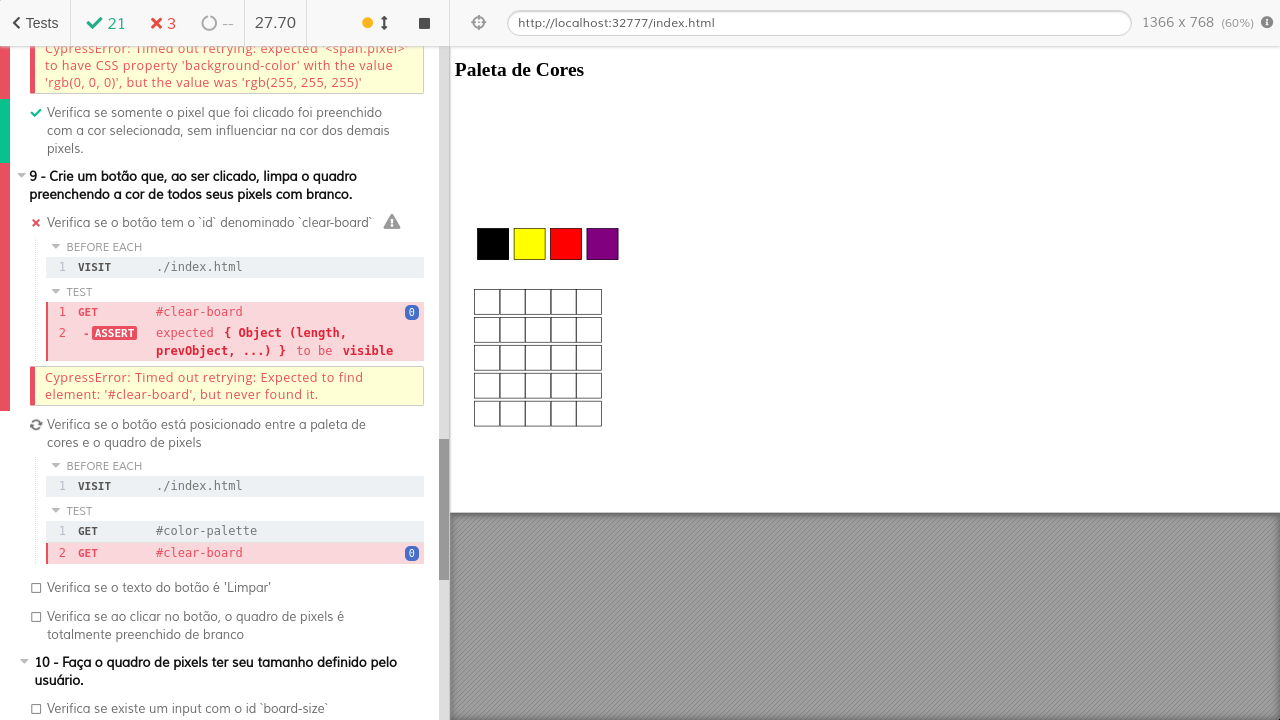 Tests
21
3
--
27.70
http://localhost:32777/index.html
1366 x 768 (60%)
CypressError: Timed out retrying: expected '<span.pixel>'
to have CSS property 'background-color' with the value
'rgb(0, 0, 0)', but the value was 'rgb(255, 255, 255)'
Verifica se somente o pixel que foi clicado foi preenchido
com a cor selecionada, sem influenciar na cor dos demais
pixels.
9 - Crie um botão que, ao ser clicado, limpa o quadro
preenchendo a cor de todos seus pixels com branco.
Verifica se o botão tem o `id` denominado `clear-board`
BEFORE EACH
1 VISIT ./index.html
TEST
1 GET #clear-board 0
2 - ASSERT expected { Object (length,
prevObject, ...) } to be visible
CypressError: Timed out retrying: Expected to find
element: '#clear-board', but never found it.
Verifica se o botão está posicionado entre a paleta de
cores e o quadro de pixels
BEFORE EACH
1 VISIT ./index.html
TEST
1 GET #color-palette
2 GET #clear-board 0
Verifica se o texto do botão é 'Limpar'
Verifica se ao clicar no botão, o quadro de pixels é
totalmente preenchido de branco
10 - Faça o quadro de pixels ter seu tamanho definido pelo
usuário.
Verifica se existe um input com o id `board-size`
Paleta de Cores